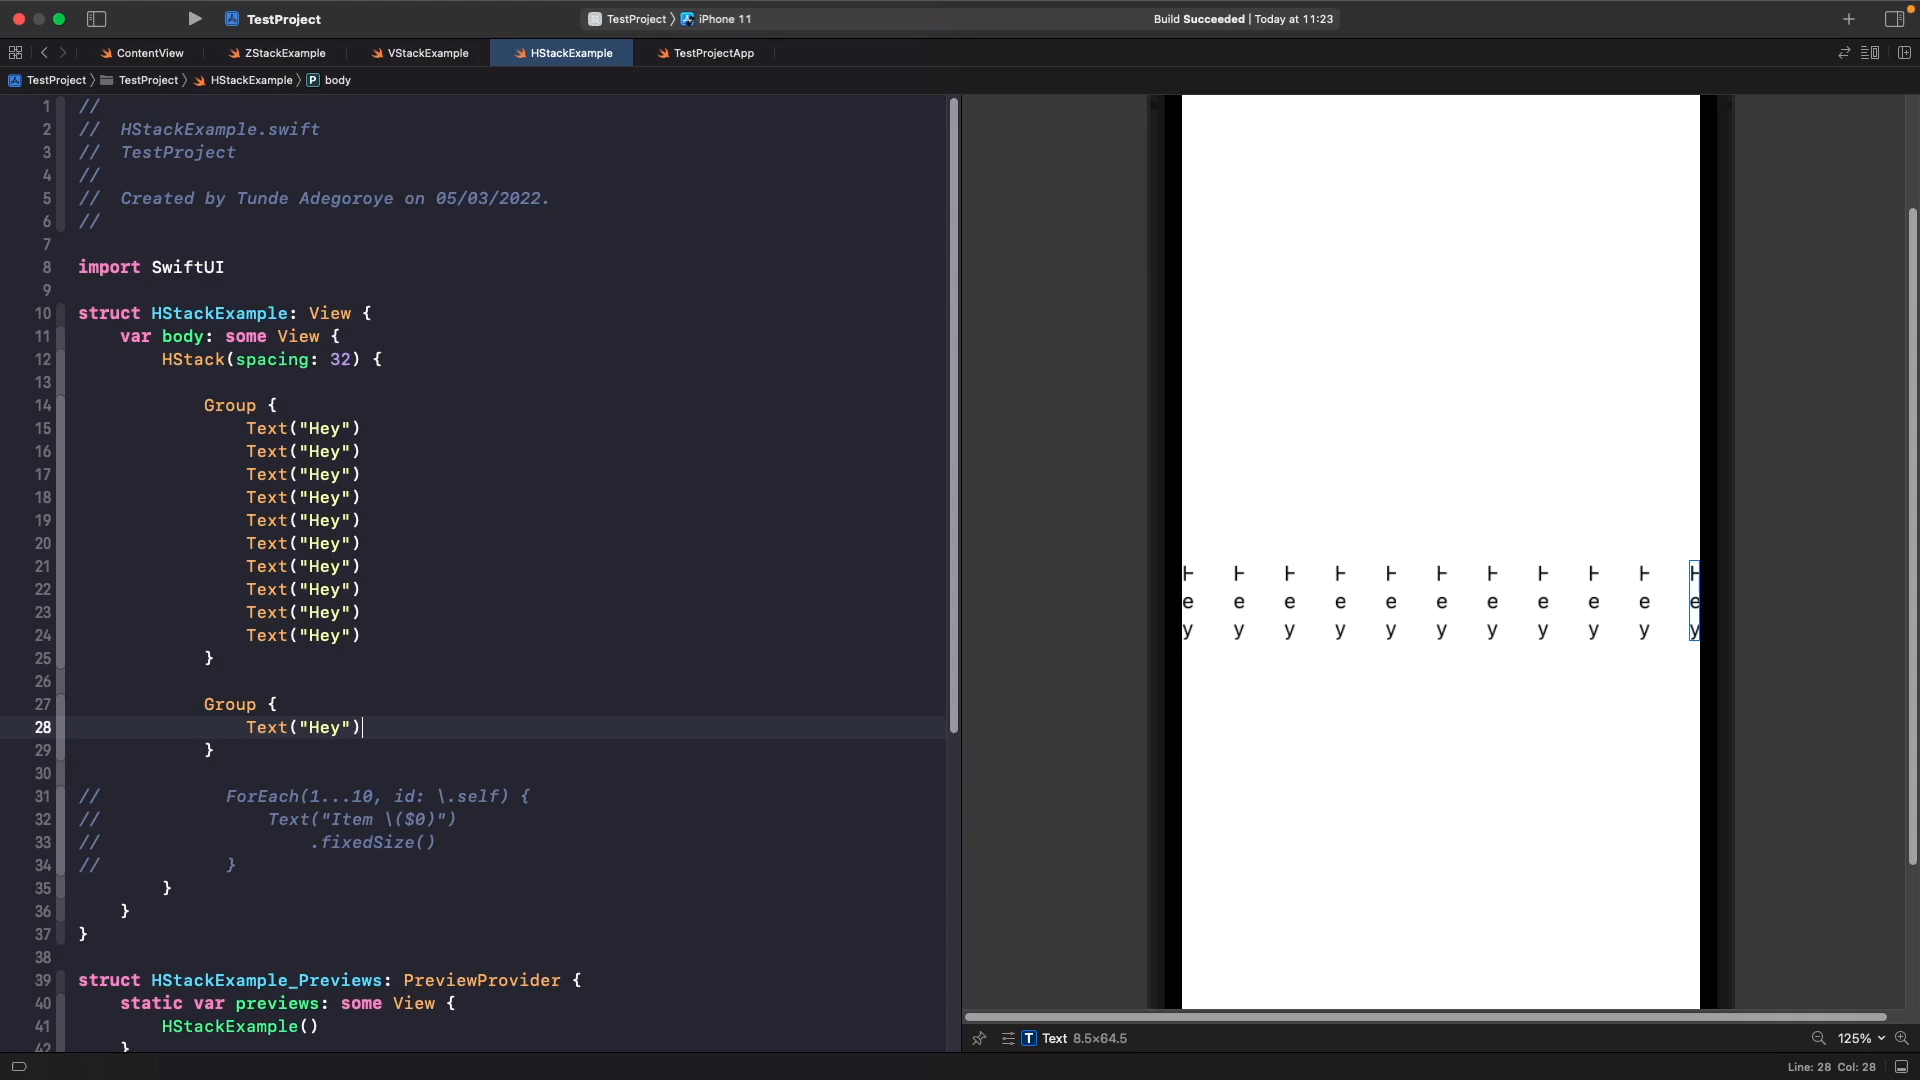 TestProject
TestProject 〉 iPhone 11
Build Succeeded | Today at 11:23
ContentView
ZStackExample
VStackExample
HStackExample
TestProjectApp
TestProject 〉 TestProject 〉 HStackExample 〉 P body
1 //
2 //  HStackExample.swift
3 //  TestProject
4 //
5 //  Created by Tunde Adegoroye on 05/03/2022.
6 //
7
8 import SwiftUI
9
10 struct HStackExample: View {
11     var body: some View {
12         HStack(spacing: 32) {
13
14             Group {
15                 Text("Hey")
16                 Text("Hey")
17                 Text("Hey")
18                 Text("Hey")
19                 Text("Hey")
20                 Text("Hey")
21                 Text("Hey")
22                 Text("Hey")
23                 Text("Hey")
24                 Text("Hey")
25             }
26
27             Group {
28                 Text("Hey")
29             }
30
31 //            ForEach(1...10, id: \.self) {
32 //                Text("Item \($0)")
33 //                    .fixedSize()
34 //            }
35         }
36     }
37 }
38
39 struct HStackExample_Previews: PreviewProvider {
40     static var previews: some View {
41         HStackExample()
42     }
H H H H H H H H H H H
e e e e e e e e e e e
y y y y y y y y y y y
T Text 8.5×64.5
125%
Line: 28 Col: 28